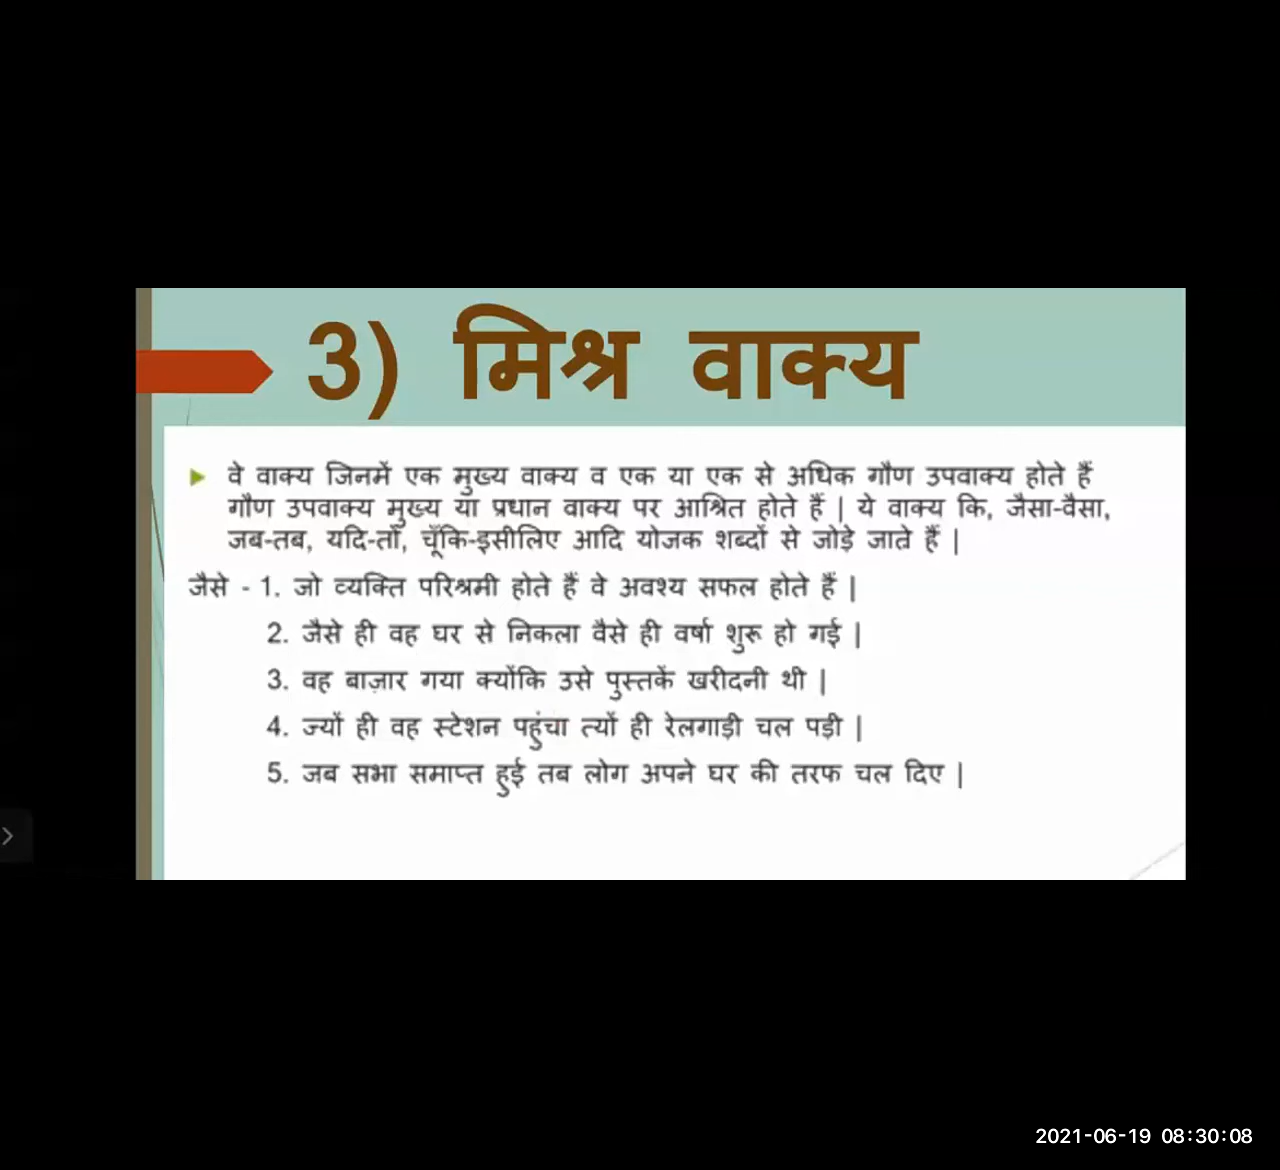 3) मिश्र वाक्य
वे वाक्य जिनमें एक मुख्य वाक्य व एक या एक से अधिक गौण उपवाक्य होते हैं
गौण उपवाक्य मुख्य या प्रधान वाक्य पर आश्रित होते हैं | ये वाक्य कि, जैसा-वैसा,
जब-तब, यदि-तो, चूँकि-इसीलिए आदि योजक शब्दों से जोड़े जाते हैं |
जैसे - 1. जो व्यक्ति परिश्रमी होते हैं वे अवश्य सफल होते हैं |
2. जैसे ही वह घर से निकला वैसे ही वर्षा शुरू हो गई |
3. वह बाज़ार गया क्योंकि उसे पुस्तकें खरीदनी थी |
4. ज्यों ही वह स्टेशन पहुंचा त्यों ही रेलगाड़ी चल पड़ी |
5. जब सभा समाप्त हुई तब लोग अपने घर की तरफ चल दिए |
2021-06-19 08:30:08